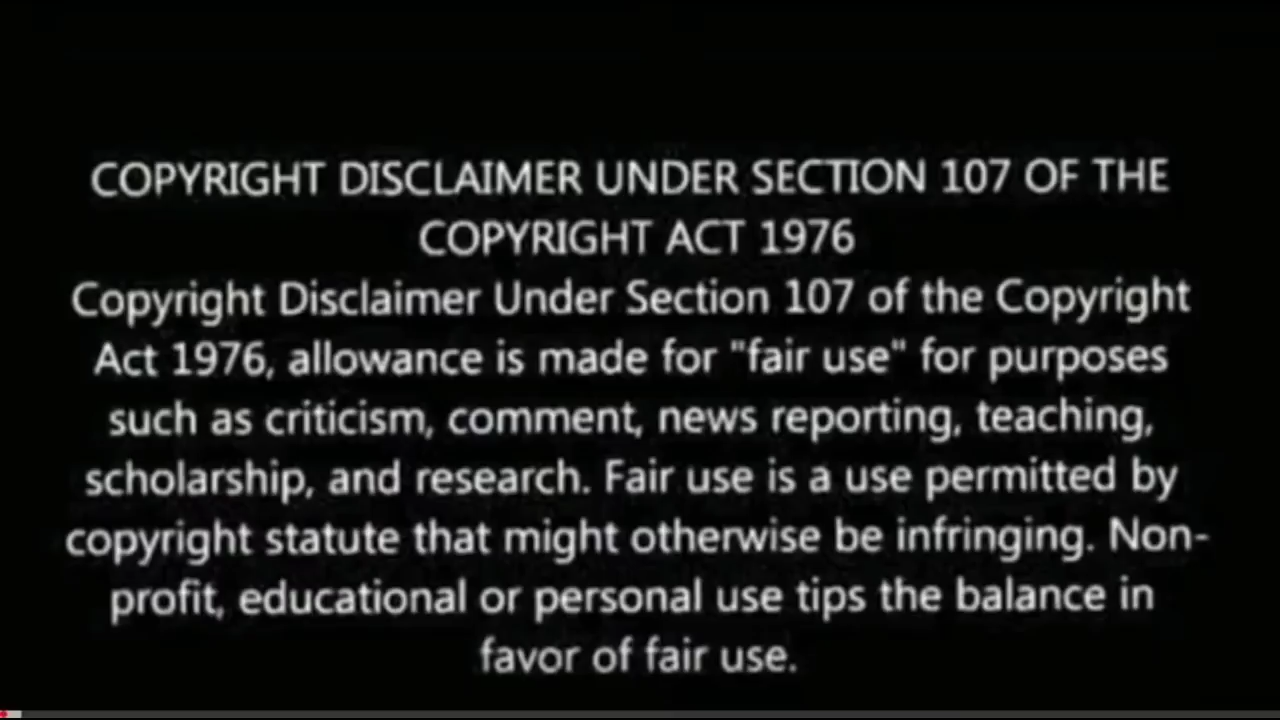 COPYRIGHT DISCLAIMER UNDER SECTION 107 OF THE
COPYRIGHT ACT 1976
Copyright Disclaimer Under Section 107 of the Copyright
Act 1976, allowance is made for "fair use" for purposes
such as criticism, comment, news reporting, teaching,
scholarship, and research. Fair use is a use permitted by
copyright statute that might otherwise be infringing. Non-
profit, educational or personal use tips the balance in
favor of fair use.